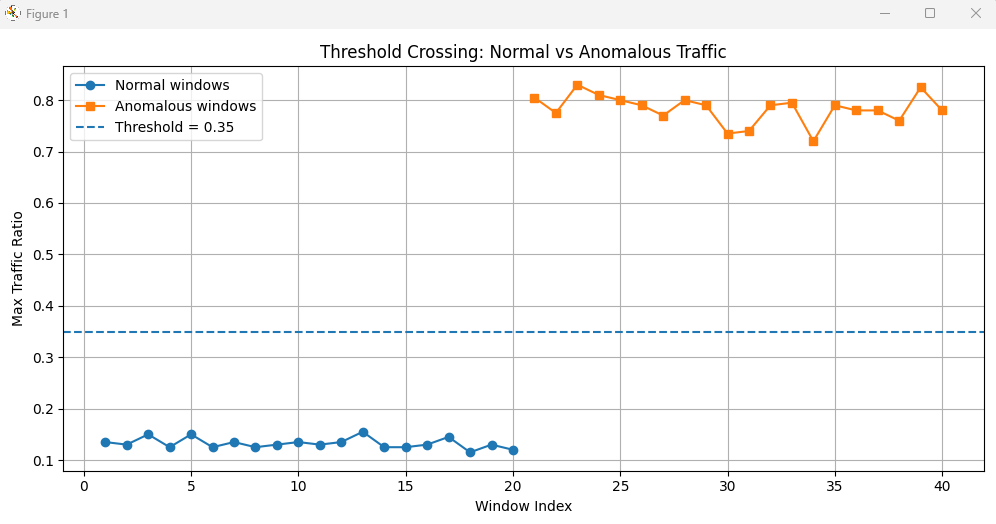 Figure 1
Threshold Crossing: Normal vs Anomalous Traffic
Normal windows
Anomalous windows
Threshold = 0.35
Max Traffic Ratio
0.8
0.7
0.6
0.5
0.4
0.3
0.2
0.1
0 5 10 15 20 25 30 35 40
Window Index